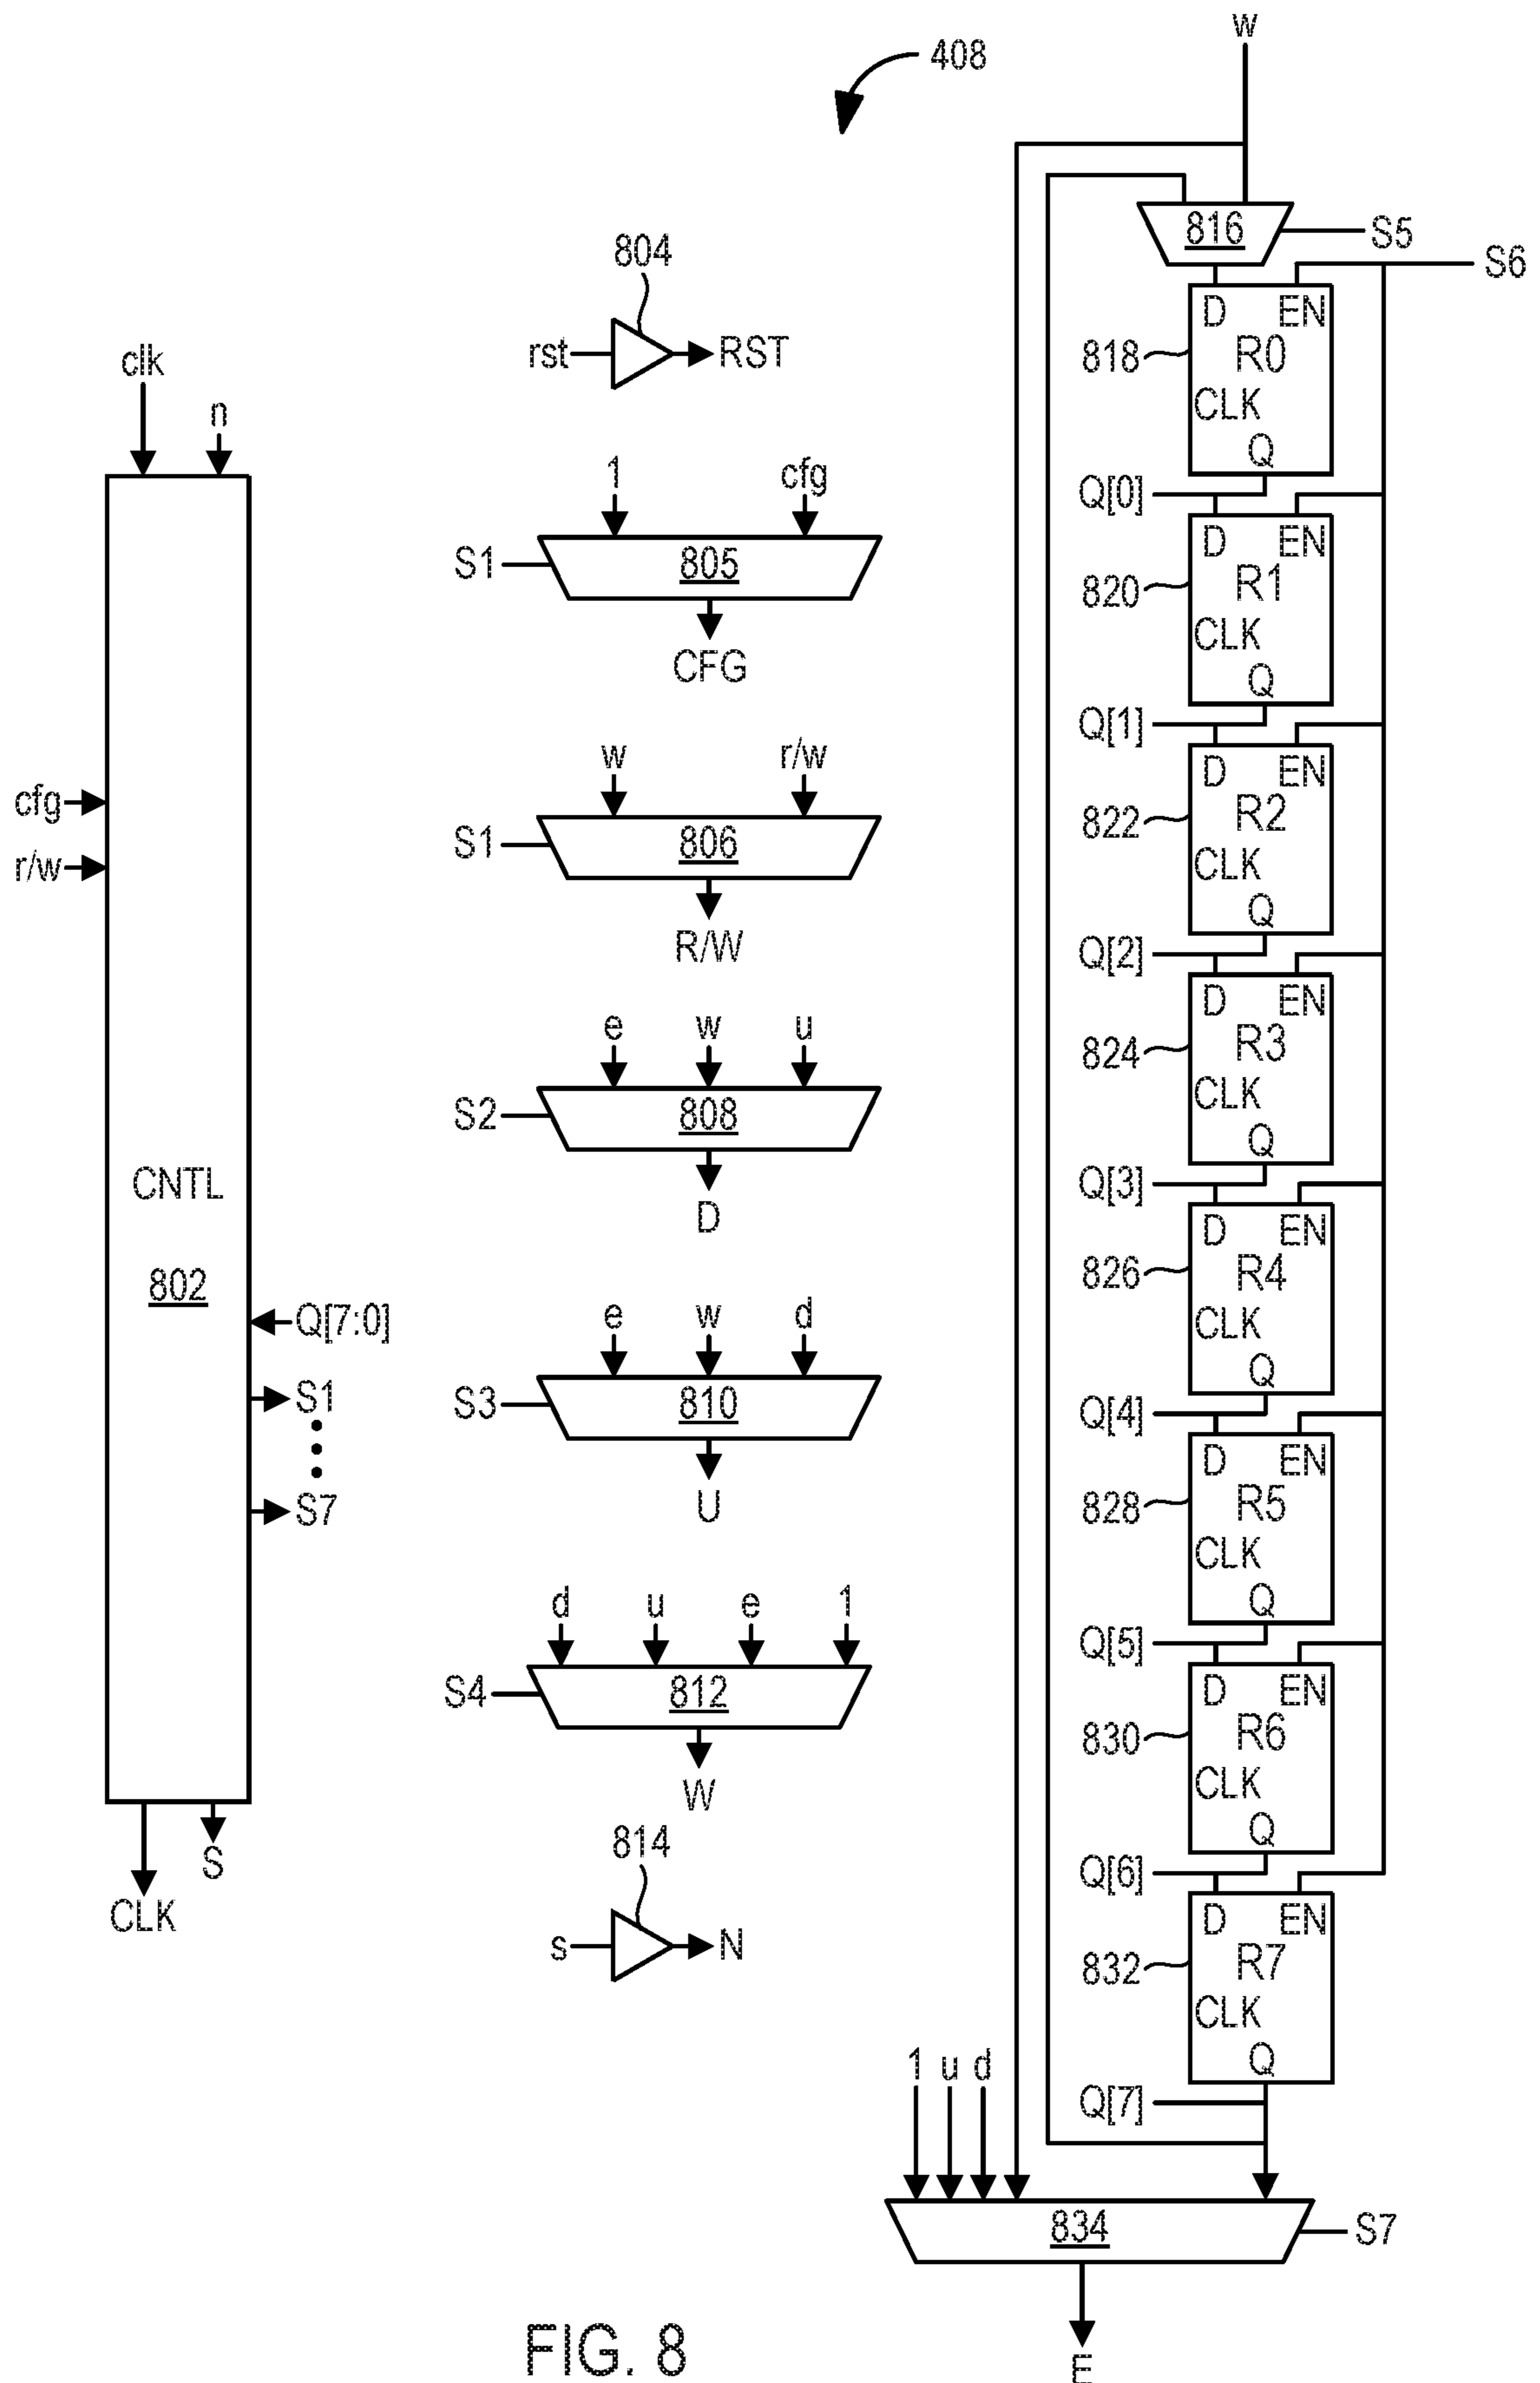 w
408
816
S5
S6
804
rst
RST
clk
n
1
cfg
S1
805
CFG
w
r/w
S1
806
R/W
cfg
r/w
e
w
u
S2
808
D
CNTL
802
Q[7:0]
S1
S7
CLK
S
e
w
d
S3
810
U
d
u
e
1
S4
812
W
814
s
N
D EN
818
R0
CLK
Q
Q[0]
D EN
820
R1
CLK
Q
Q[1]
D EN
822
R2
CLK
Q
Q[2]
D EN
824
R3
CLK
Q
Q[3]
D EN
826
R4
CLK
Q
Q[4]
D EN
828
R5
CLK
Q
Q[5]
D EN
830
R6
CLK
Q
Q[6]
D EN
832
R7
CLK
Q
Q[7]
1 u d
834
S7
E
FIG. 8